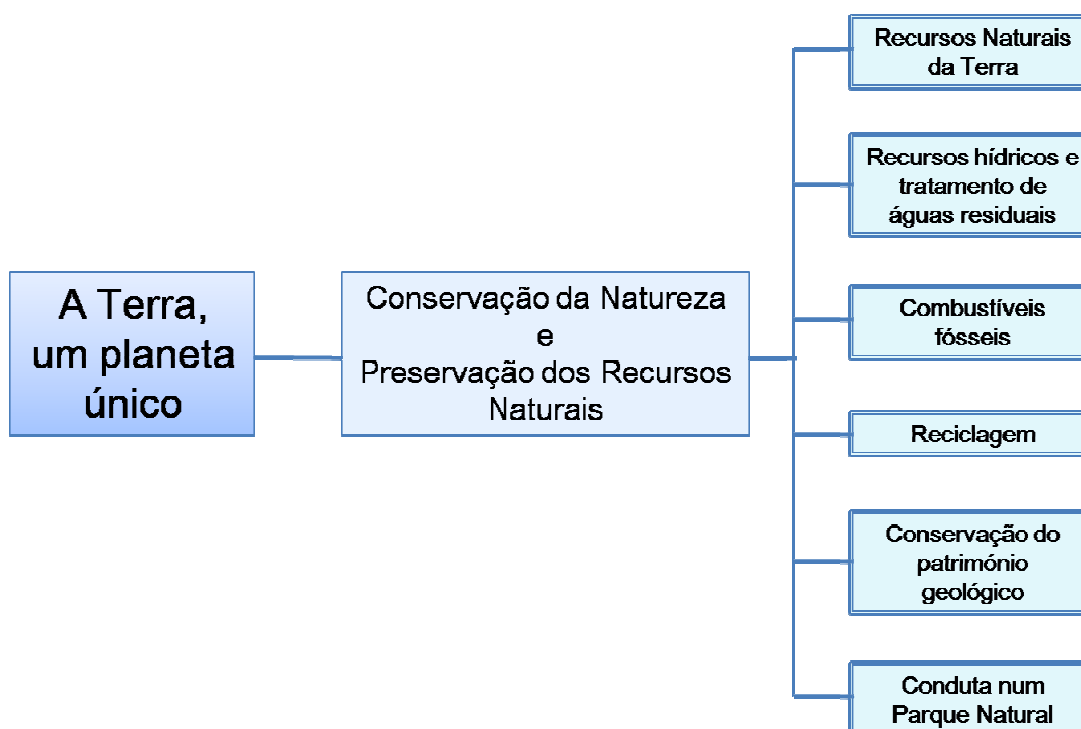 A Terra,
um planeta
único
Conservação da Natureza
e
Preservação dos Recursos
Naturais
Recursos Naturais
da Terra
Recursos hídricos e
tratamento de
águas residuais
Combustíveis
fósseis
Reciclagem
Conservação do
património
geológico
Conduta num
Parque Natural